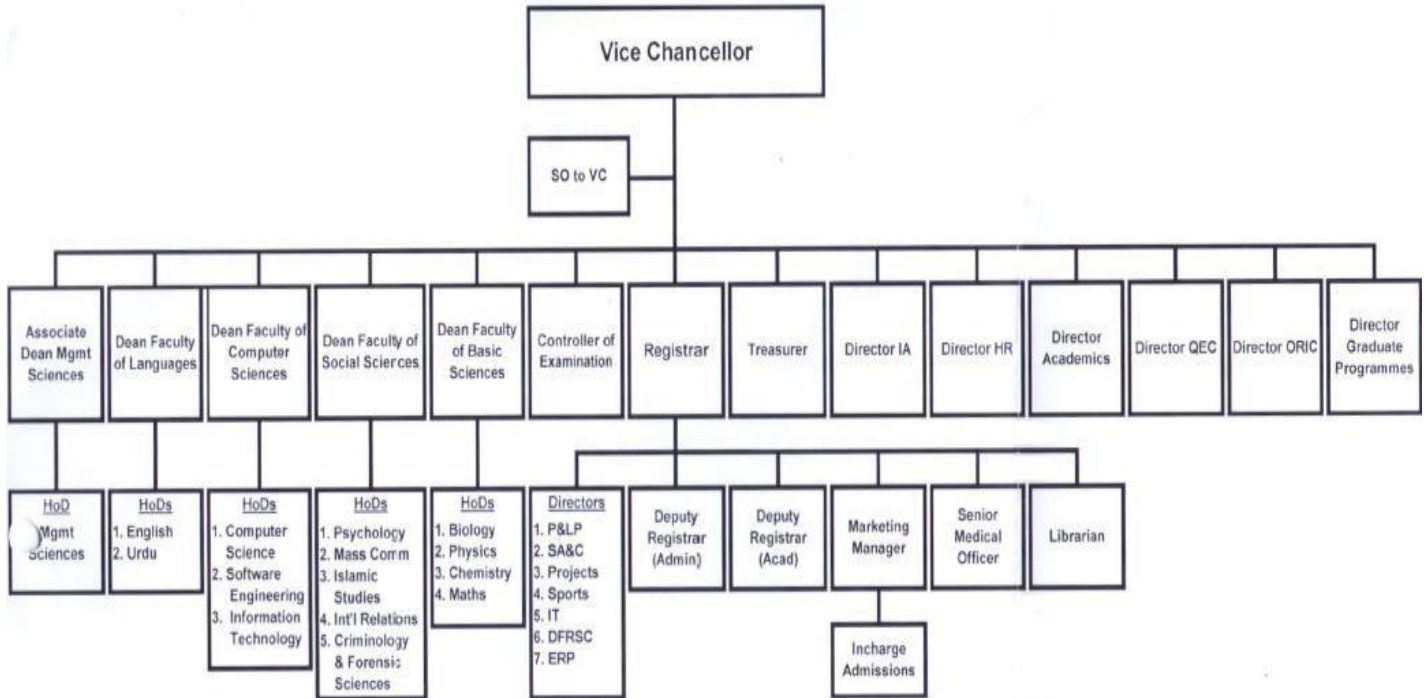 Vice Chancellor
SO to VC
Associate
Dean Mgmt
Sciences
Dean Faculty
of Languages
Dean Faculty of
Computer
Sciences
Dean Faculty of
Social Sciences
Dean Faculty
of Basic
Sciences
Controller of
Examination
Registrar
Treasurer
Director IA
Director HR
Director
Academics
Director QEC
Director ORIC
Director
Graduate
Programmes
HoD
Mgmt
Sciences
HoDs
1. English
2. Urdu
HoDs
1. Computer
Science
2. Software
Engineering
3. Information
Technology
HoDs
1. Psychology
2. Mass Comm
3. Islamic
Studies
4. Int'l Relations
5. Criminology
& Forensic
Sciences
HoDs
1. Biology
2. Physics
3. Chemistry
4. Maths
Directors
1. P&LP
2. SA&C
3. Projects
4. Sports
5. IT
6. DFRSC
7. ERP
Deputy
Registrar
(Admin)
Deputy
Registrar
(Acad)
Marketing
Manager
Senior
Medical
Officer
Librarian
Incharge
Admissions